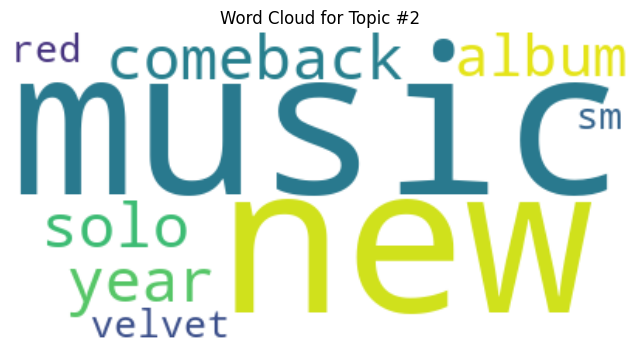 Word Cloud for Topic #2
red comeback album
music
sm
solo new
year
velvet